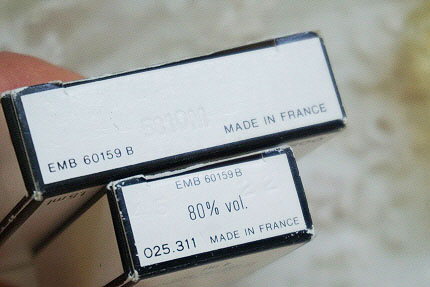 MADE IN FRANCE
EMB 60159 B
EMB 60159 B
80% vol.
025.311 MADE IN FRANCE